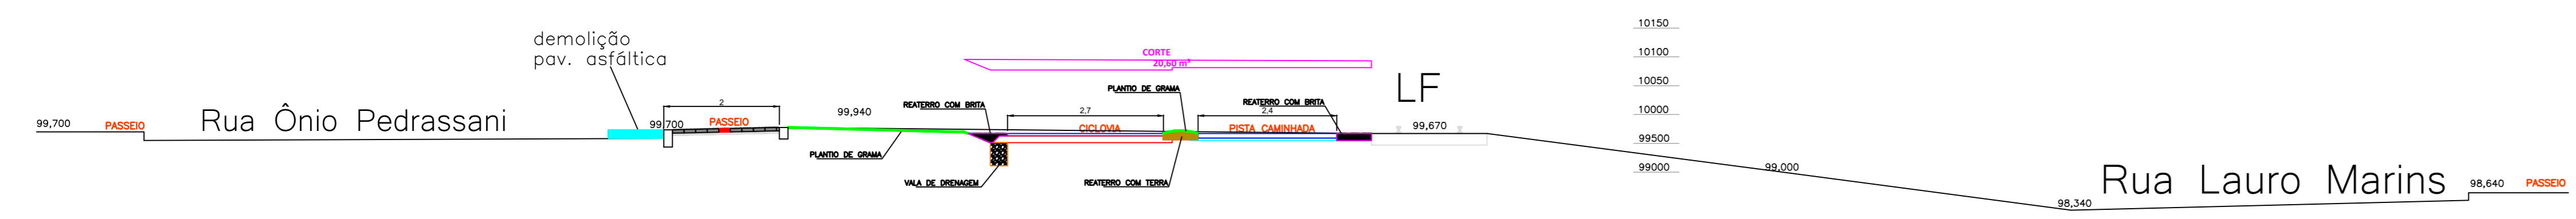 demolição
pav. asfáltica
99,700
PASSEIO
Rua Ônio Pedrassani
99,700
2
PASSEIO
99,940
PLANTIO DE GRAMA
CORTE
20,60 m²
REATERRO COM BRITA
2,7
CICLOVIA
VALA DE DRENAGEM
PLANTIO DE GRAMA
REATERRO COM TERRA
REATERRO COM BRITA
2,4
PISTA CAMINHADA
LF
99,670
10150
10100
10050
10000
99500
99000
99,000
98,340
Rua Lauro Marins
98,640
PASSEIO